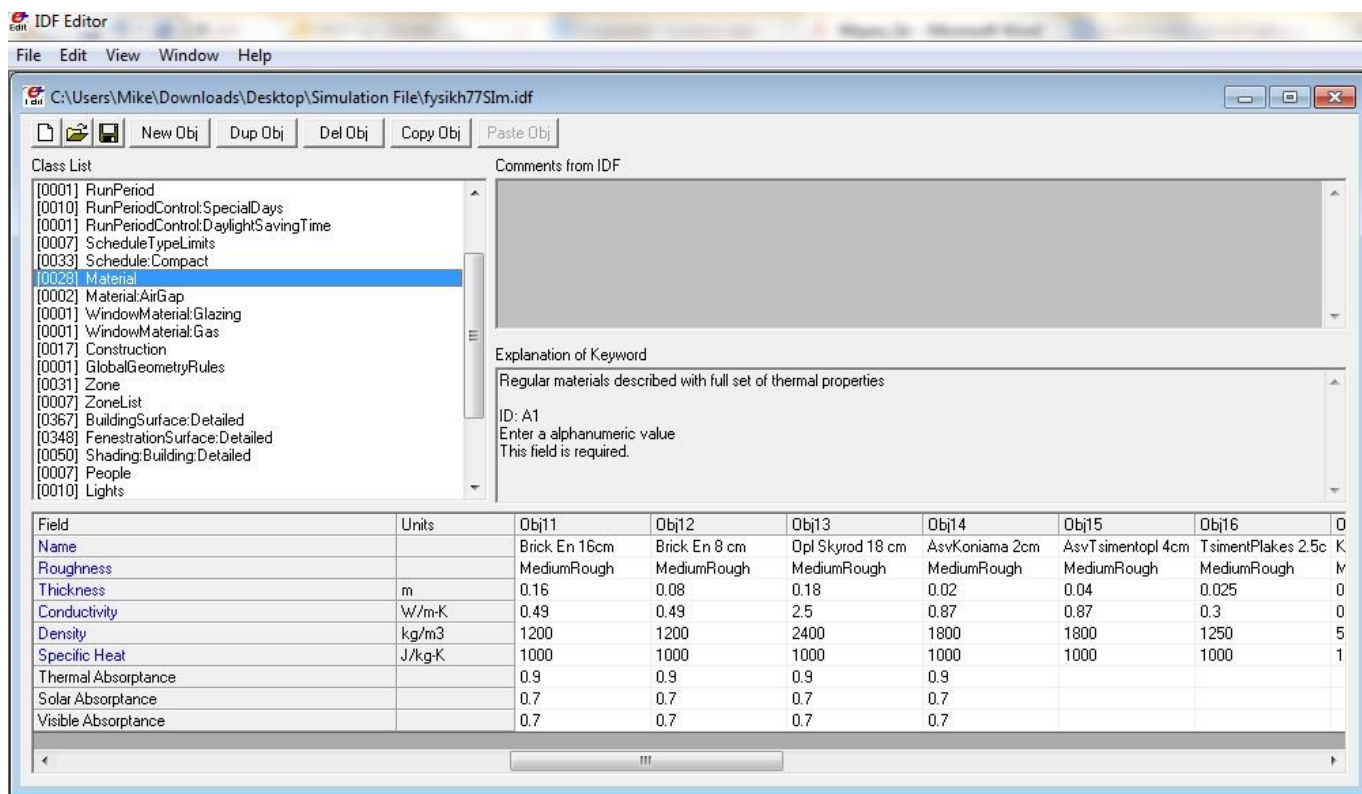 IDF Editor
File Edit View Window Help
C:\Users\Mike\Downloads\Desktop\Simulation File\fysikh77SIm.idf
New Obj Dup Obj Del Obj Copy Obj Paste Obj
Class List
[0001] RunPeriod
[0010] RunPeriodControl:SpecialDays
[0001] RunPeriodControl:DaylightSavingTime
[0007] ScheduleTypeLimits
[0033] Schedule:Compact
[0028] Material
[0002] Material:AirGap
[0001] WindowMaterial:Glazing
[0001] WindowMaterial:Gas
[0017] Construction
[0001] GlobalGeometryRules
[0031] Zone
[0007] ZoneList
[0367] BuildingSurface:Detailed
[0348] FenestrationSurface:Detailed
[0050] Shading:Building:Detailed
[0007] People
[0010] Lights
Comments from IDF
Explanation of Keyword
Regular materials described with full set of thermal properties
ID: A1
Enter a alphanumeric value
This field is required.
Field Units Obj11 Obj12 Obj13 Obj14 Obj15 Obj16 O
Name Brick En 16cm Brick En 8 cm Opl Skyrod 18 cm AsvKoniama 2cm AsvTsimentopl 4cm TsimentPlakes 2.5c K
Roughness MediumRough MediumRough MediumRough MediumRough MediumRough MediumRough M
Thickness m 0.16 0.08 0.18 0.02 0.04 0.025 0
Conductivity W/m-K 0.49 0.49 2.5 0.87 0.87 0.3 0
Density kg/m3 1200 1200 2400 1800 1800 1250 5
Specific Heat J/kg-K 1000 1000 1000 1000 1000 1000 1
Thermal Absorptance 0.9 0.9 0.9 0.9
Solar Absorptance 0.7 0.7 0.7 0.7
Visible Absorptance 0.7 0.7 0.7 0.7